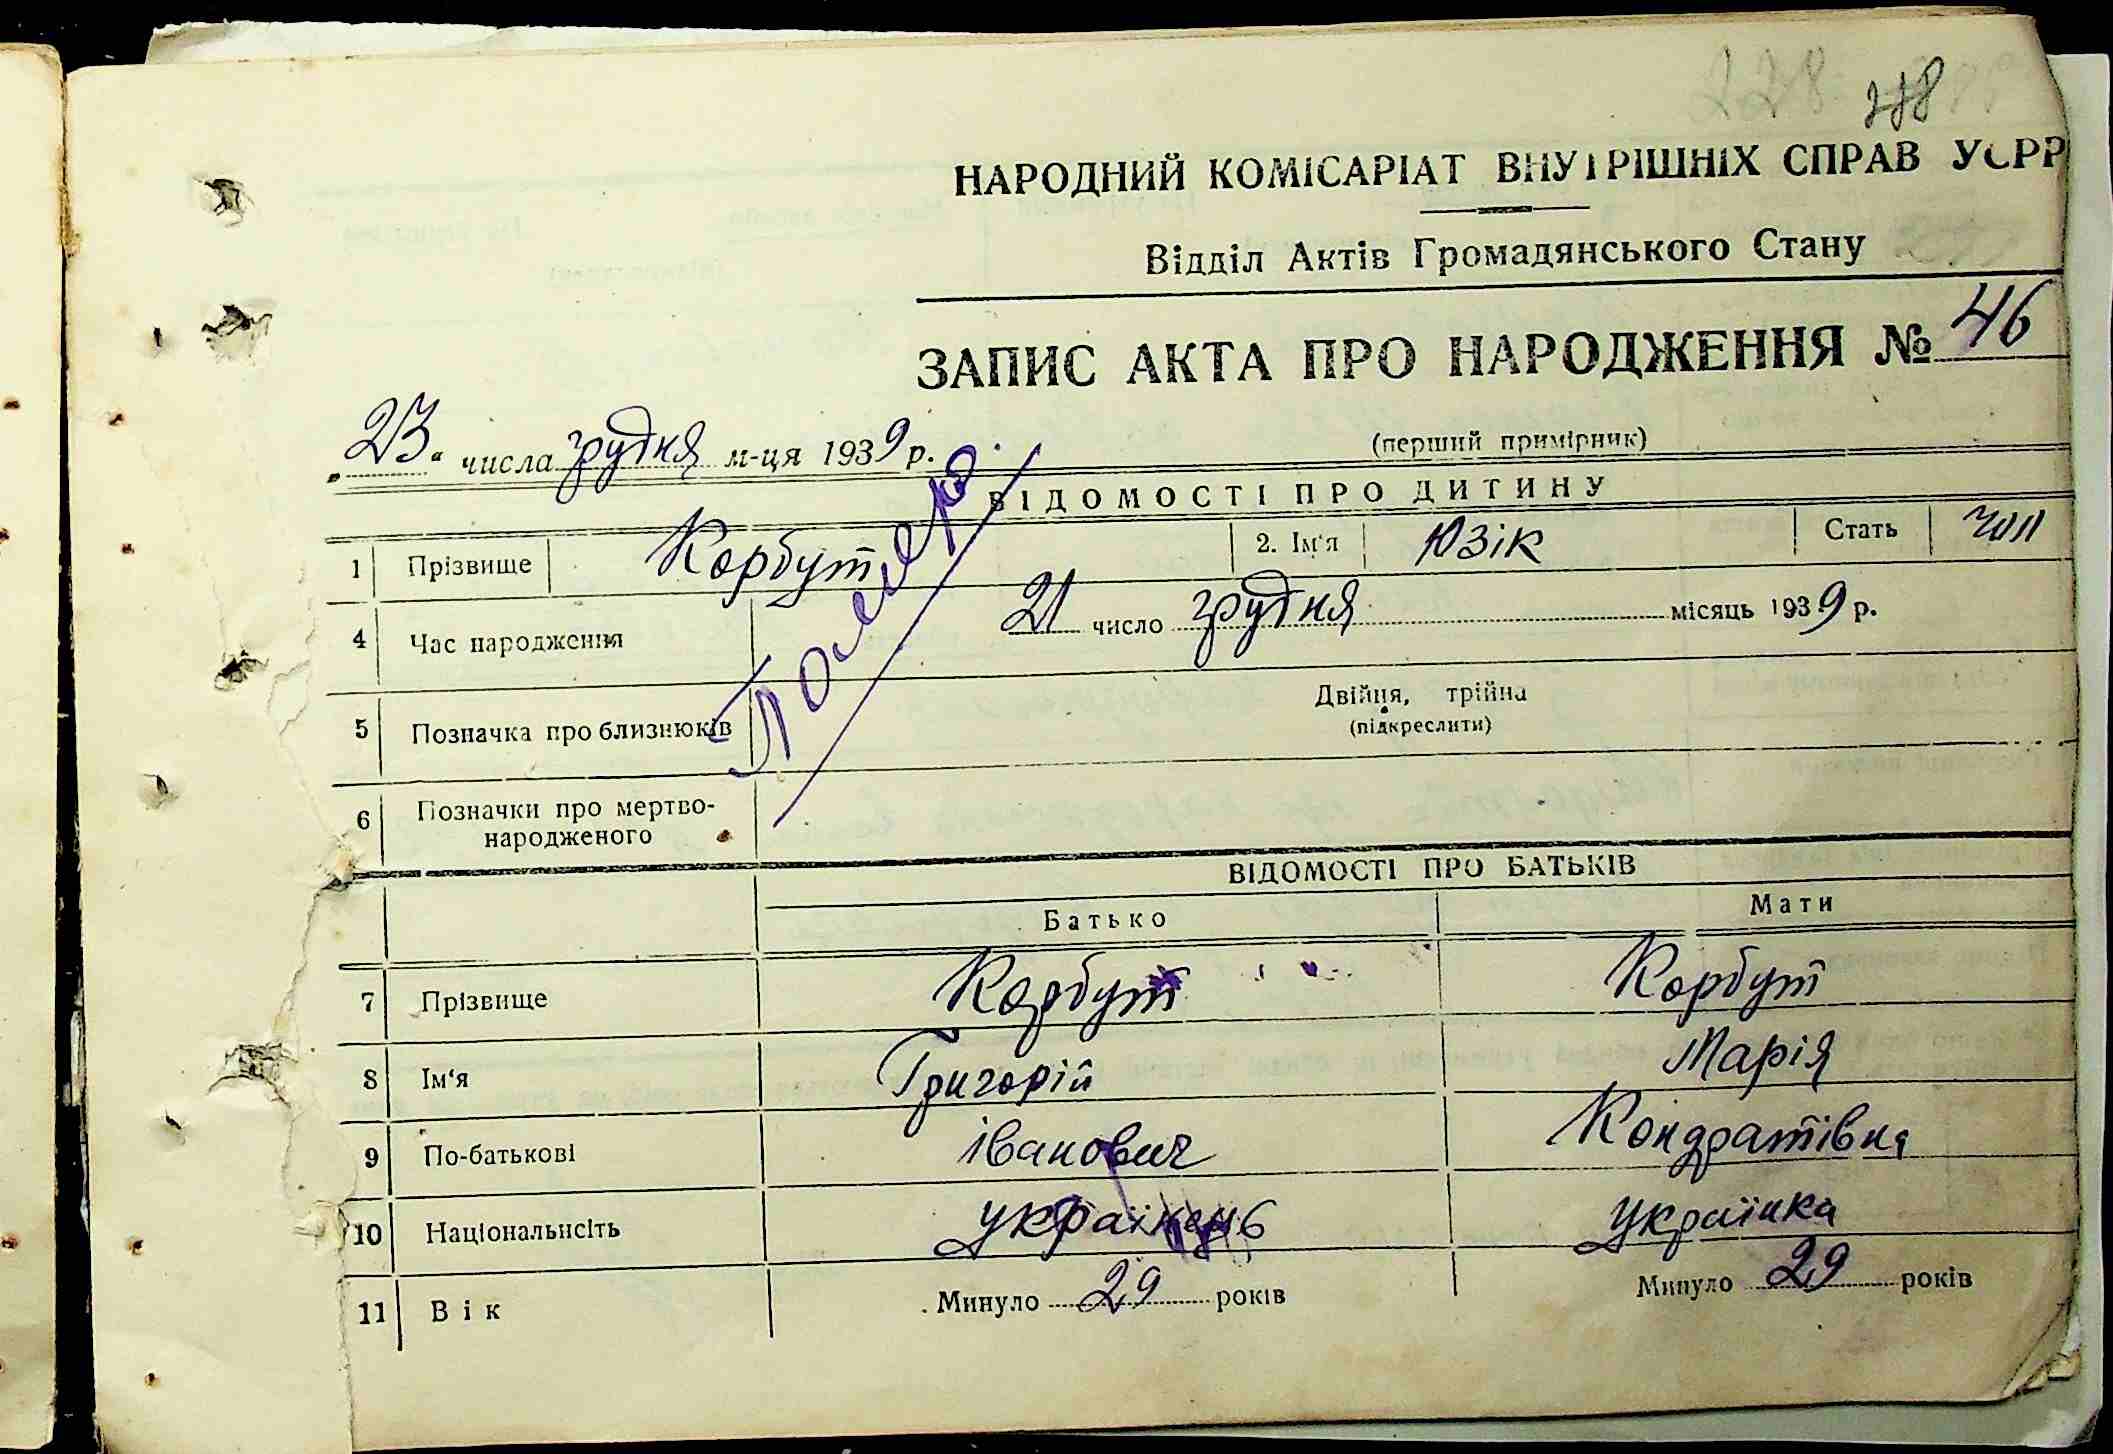 НАРОДНИЙ КОМІСАРІАТ ВНУТРІШНІХ СПРАВ УСРР
Відділ Актів Громадянського Стану
ЗАПИС АКТА ПРО НАРОДЖЕННЯ № 46
„23“ числа грудня м-ця 1939 р.
(перший примірник)
ВІДОМОСТІ ПРО ДИТИНУ
1 Прізвище Корбут 2. Ім'я Юзік Стать чол
4 Час народження 21 число грудня місяць 1939 р.
5 Позначка про близнюків Двійня, трійна
(підкреслити)
6 Позначки про мертво-
народженого
Помер
ВІДОМОСТІ ПРО БАТЬКІВ
Батько Мати
7 Прізвище Корбут Корбут
8 Ім'я Григорій Марія
9 По-батькові Іванович Кондратівна
10 Національність українець українка
11 Вік Минуло 29 років Минуло 29 років